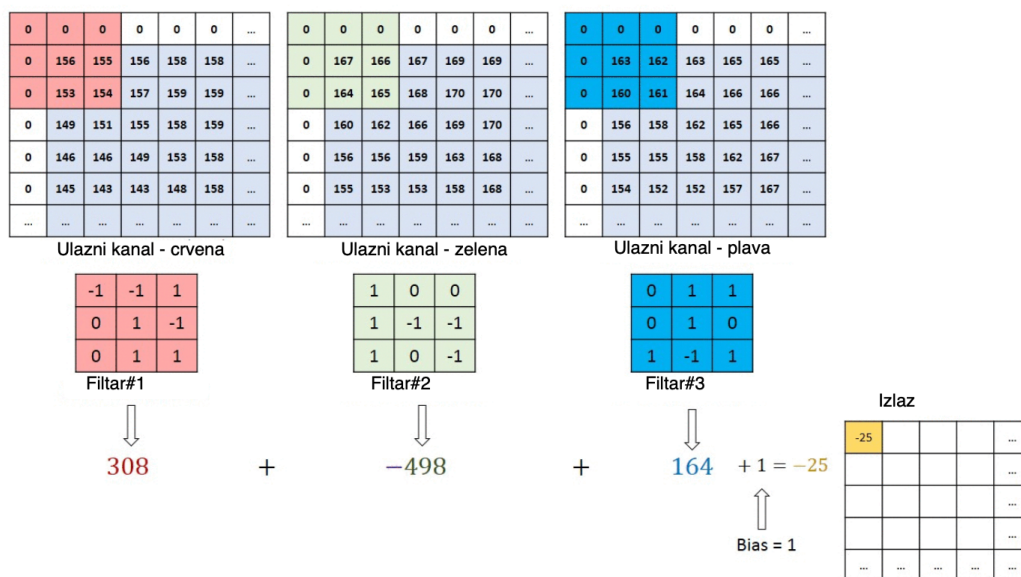 0 0 0 0 0 0 ...
0 156 155 156 158 158 ...
0 153 154 157 159 159 ...
0 149 151 155 158 159 ...
0 146 146 149 153 158 ...
0 145 143 143 148 158 ...
... ... ... ... ... ... ...
Ulazni kanal - crvena
0 0 0 0 0 0 ...
0 167 166 167 169 169 ...
0 164 165 168 170 170 ...
0 160 162 166 169 170 ...
0 156 156 159 163 168 ...
0 155 153 153 158 168 ...
... ... ... ... ... ... ...
Ulazni kanal - zelena
0 0 0 0 0 0 ...
0 163 162 163 165 165 ...
0 160 161 164 166 166 ...
0 156 158 162 165 166 ...
0 155 155 158 162 167 ...
0 154 152 152 157 167 ...
... ... ... ... ... ... ...
Ulazni kanal - plava
-1 -1 1
0 1 -1
0 1 1
Filtar#1
1 0 0
1 -1 -1
1 0 -1
Filtar#2
0 1 1
0 1 0
1 -1 1
Filtar#3
308 + −498 + 164 + 1 = −25
Bias = 1
Izlaz
-25 ...
...
...
...
... ... ... ... ...